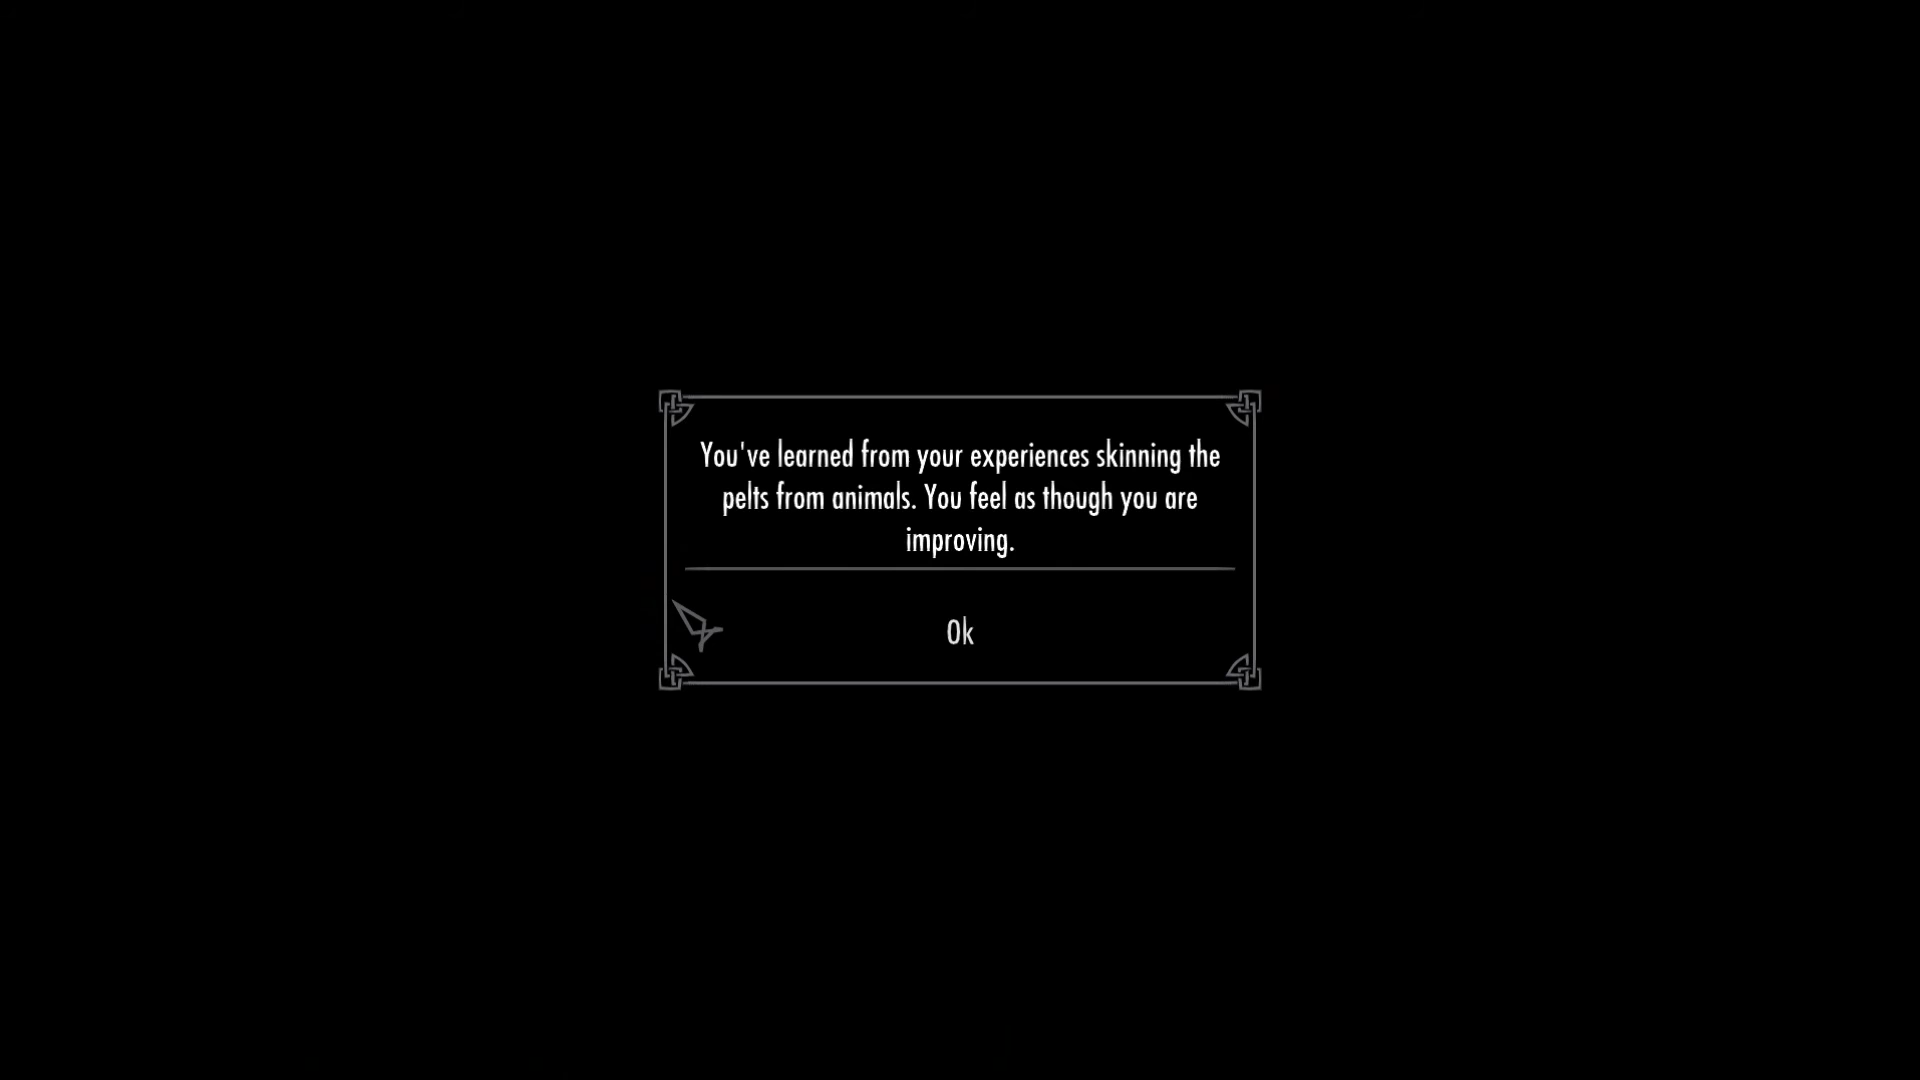 You've learned from your experiences skinning the
pelts from animals. You feel as though you are
improving.
Ok